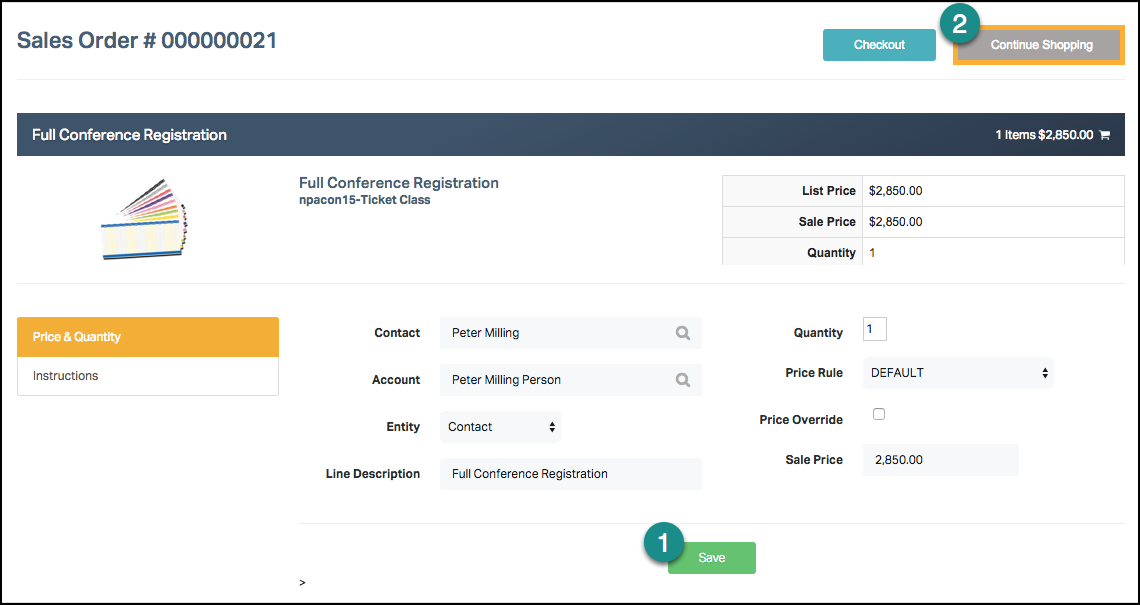 Sales Order # 000000021
2
Checkout
Continue Shopping
Full Conference Registration
1 Items $2,850.00
Full Conference Registration
npacon15-Ticket Class
List Price $2,850.00
Sale Price $2,850.00
Quantity 1
Price & Quantity
Instructions
Contact Peter Milling
Account Peter Milling Person
Entity Contact
Line Description Full Conference Registration
Quantity 1
Price Rule DEFAULT
Price Override
Sale Price 2,850.00
1
Save
>